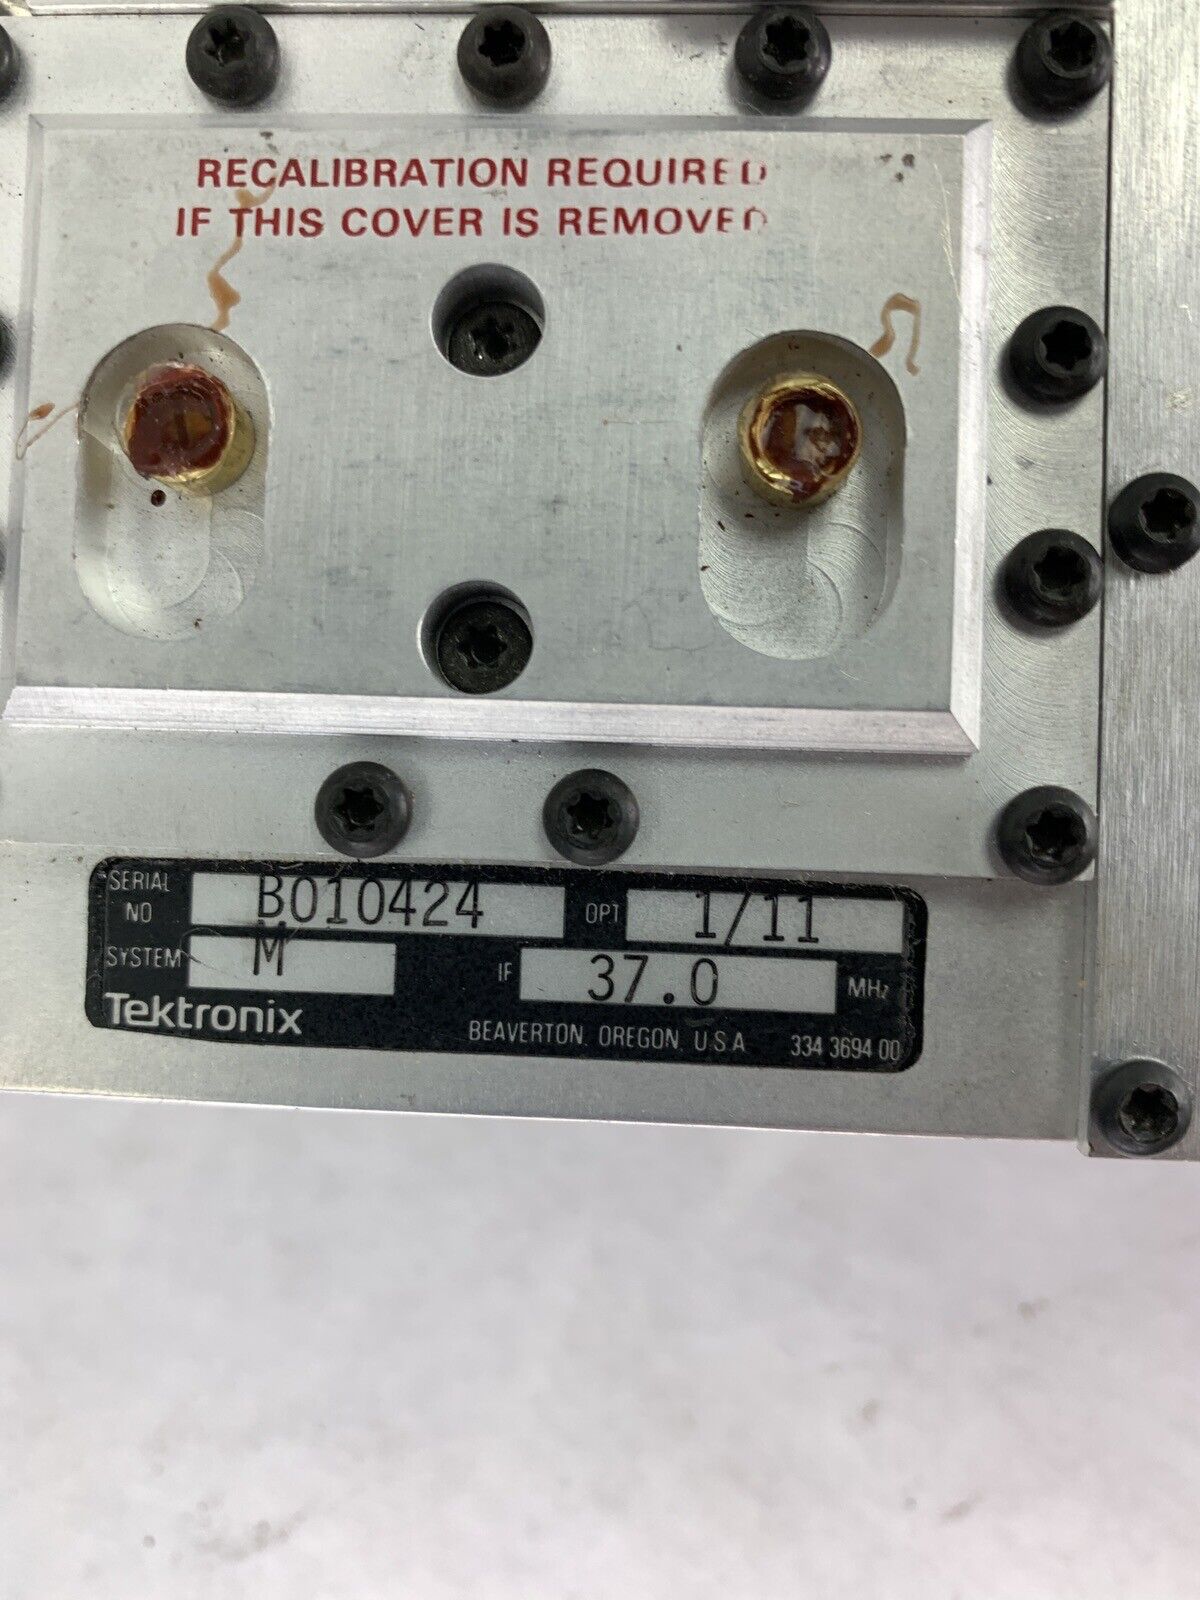 RECALIBRATION REQUIRED
IF THIS COVER IS REMOVED
SERIAL NO B010424 OPT 1/11
SYSTEM M IF 37.0 MHz
Tektronix BEAVERTON, OREGON, U.S.A 334 3694 00